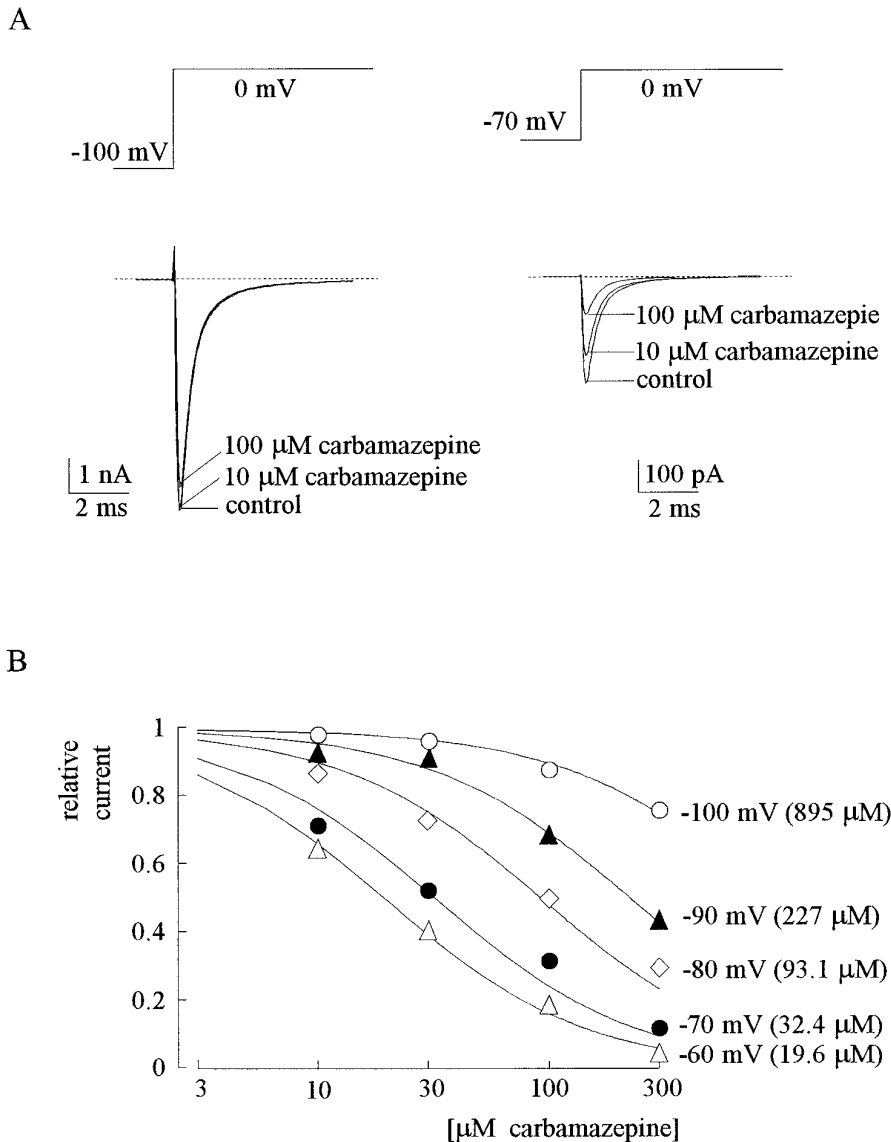 A
0 mV
-100 mV
0 mV
-70 mV
100 µM carbamazepine
10 µM carbamazepine
control
1 nA
2 ms
100 µM carbamazepie
10 µM carbamazepine
control
100 pA
2 ms
B
relative
current
1
0.8
0.6
0.4
0.2
0
3
10
30
100
300
[µM carbamazepine]
-100 mV (895 µM)
-90 mV (227 µM)
-80 mV (93.1 µM)
-70 mV (32.4 µM)
-60 mV (19.6 µM)